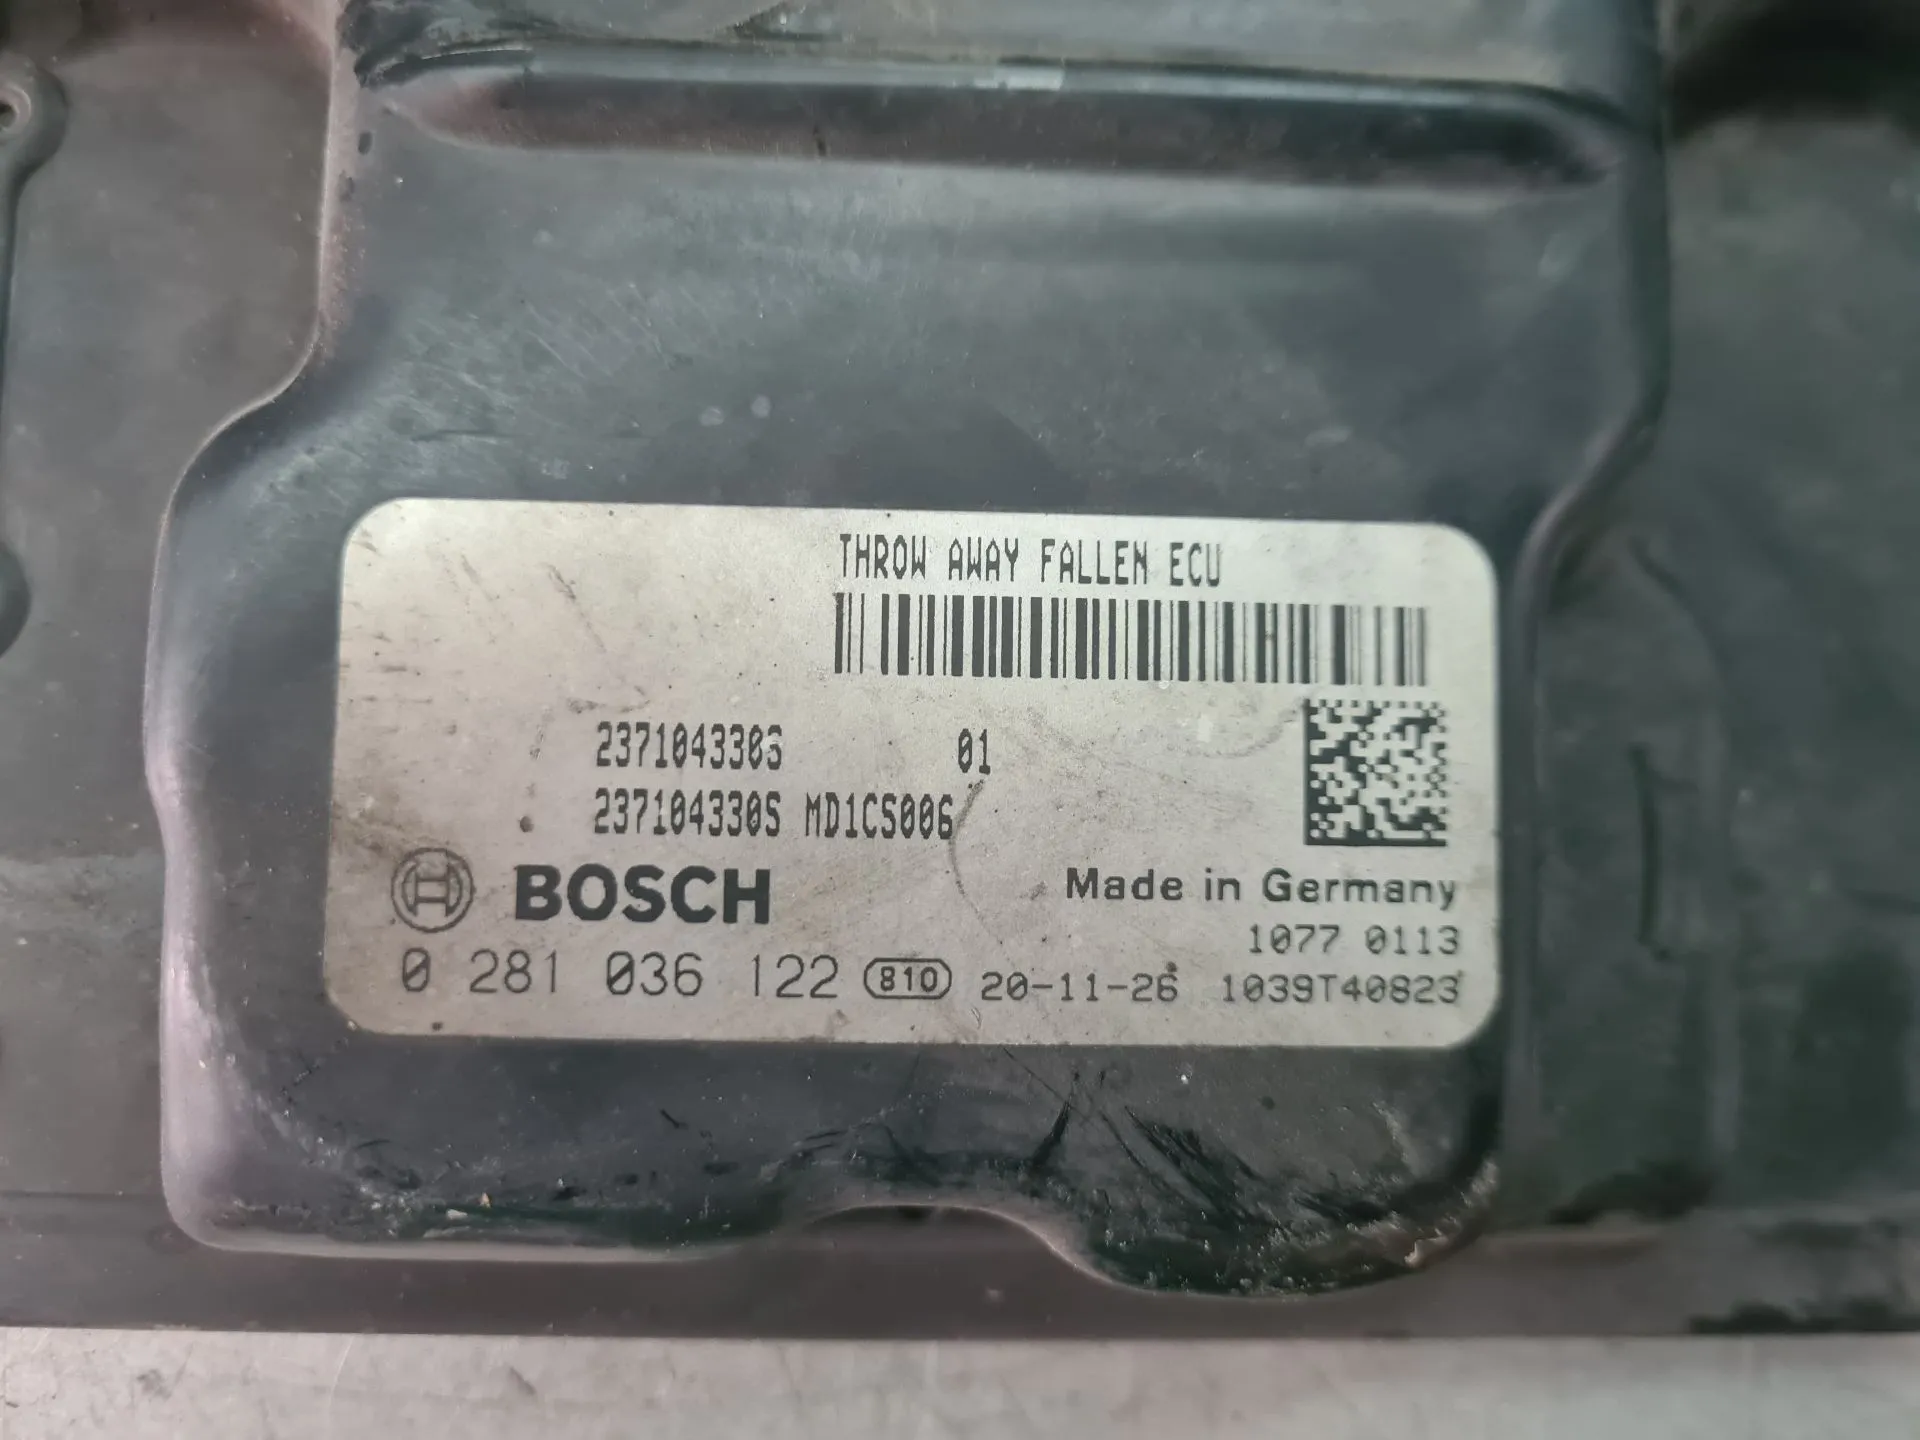 THROW AWAY FALLEN ECU
237104330S 01
237104330S MD1CS006
BOSCH Made in Germany
1077 0113
0 281 036 122 810 20-11-26 1039T40823